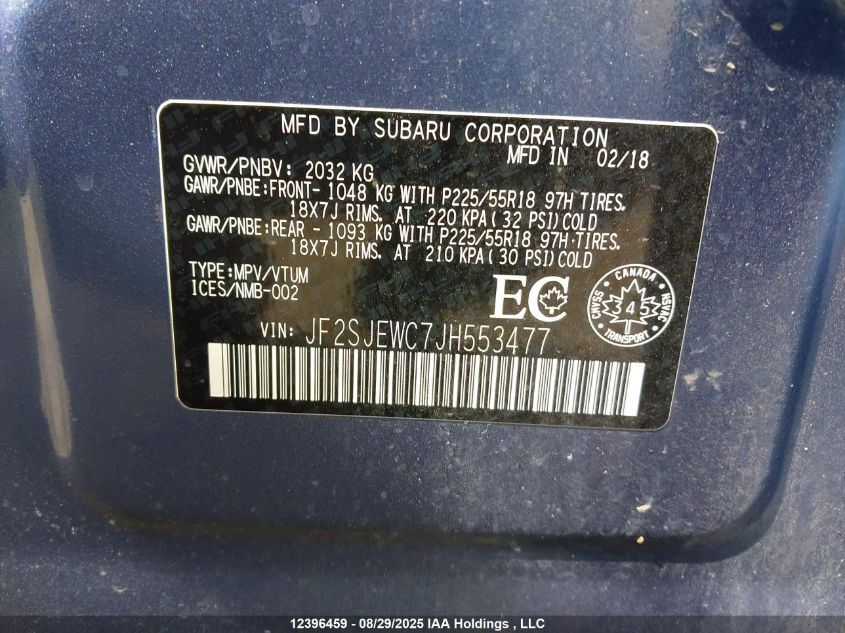 MFD BY SUBARU CORPORATION
MFD IN 02/18
GVWR/PNBV: 2032 KG
GAWR/PNBE:FRONT- 1048 KG WITH P225/55R18 97H TIRES.
18X7J RIMS. AT 220 KPA( 32 PSI)COLD
GAWR/PNBE:REAR - 1093 KG WITH P225/55R18 97H TIRES.
18X7J RIMS. AT 210 KPA( 30 PSI)COLD
TYPE:MPV/VTUM
ICES/NMB-002
EC
CANADA
CMVSS
345
NSVAC
TRANSPORT
VIN: JF2SJEWC7JH553477
12396459 - 08/29/2025 IAA Holdings , LLC